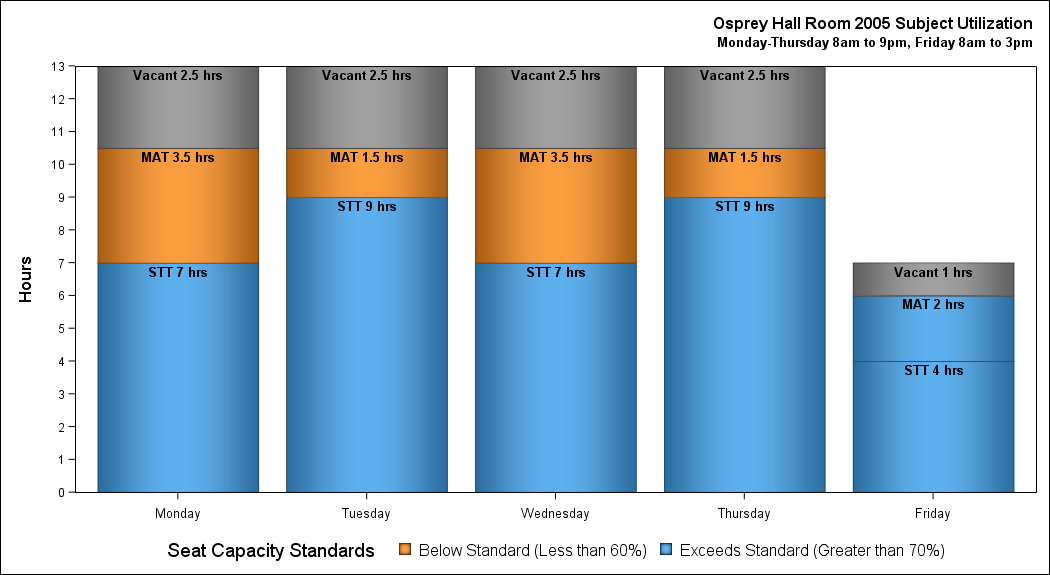 Osprey Hall Room 2005 Subject Utilization
Monday-Thursday 8am to 9pm, Friday 8am to 3pm
Hours
13
12
11
10
9
8
7
6
5
4
3
2
1
0
Vacant 2.5 hrs
MAT 3.5 hrs
STT 7 hrs
Vacant 2.5 hrs
MAT 1.5 hrs
STT 9 hrs
Vacant 2.5 hrs
MAT 3.5 hrs
STT 7 hrs
Vacant 2.5 hrs
MAT 1.5 hrs
STT 9 hrs
Vacant 1 hrs
MAT 2 hrs
STT 4 hrs
Monday
Tuesday
Wednesday
Thursday
Friday
Seat Capacity Standards
Below Standard (Less than 60%)
Exceeds Standard (Greater than 70%)